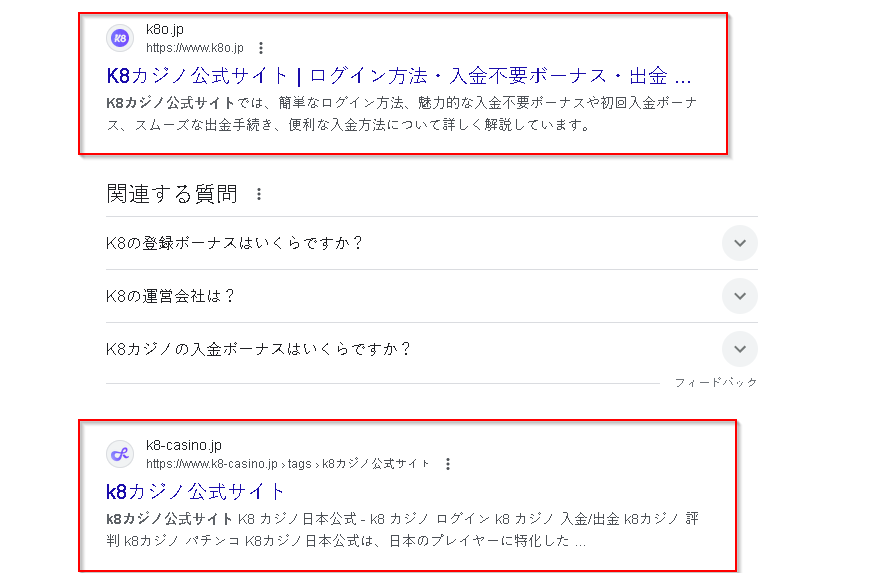 K8
k8o.jp
https://www.k8o.jp
K8カジノ公式サイト | ログイン方法・入金不要ボーナス・出金 ...
K8カジノ公式サイトでは、簡単なログイン方法、魅力的な入金不要ボーナスや初回入金ボーナ
ス、スムーズな出金手続き、便利な入金方法について詳しく解説しています。
関連する質問
K8の登録ボーナスはいくらですか？
K8の運営会社は？
K8カジノの入金ボーナスはいくらですか？
フィードバック
k8-casino.jp
https://www.k8-casino.jp › tags › k8カジノ公式サイト
k8カジノ公式サイト
k8カジノ公式サイト K8 カジノ日本公式 - k8 カジノ ログイン k8 カジノ 入金/出金 k8カジノ 評
判 k8カジノ パチンコ K8カジノ日本公式は、日本のプレイヤーに特化した ...